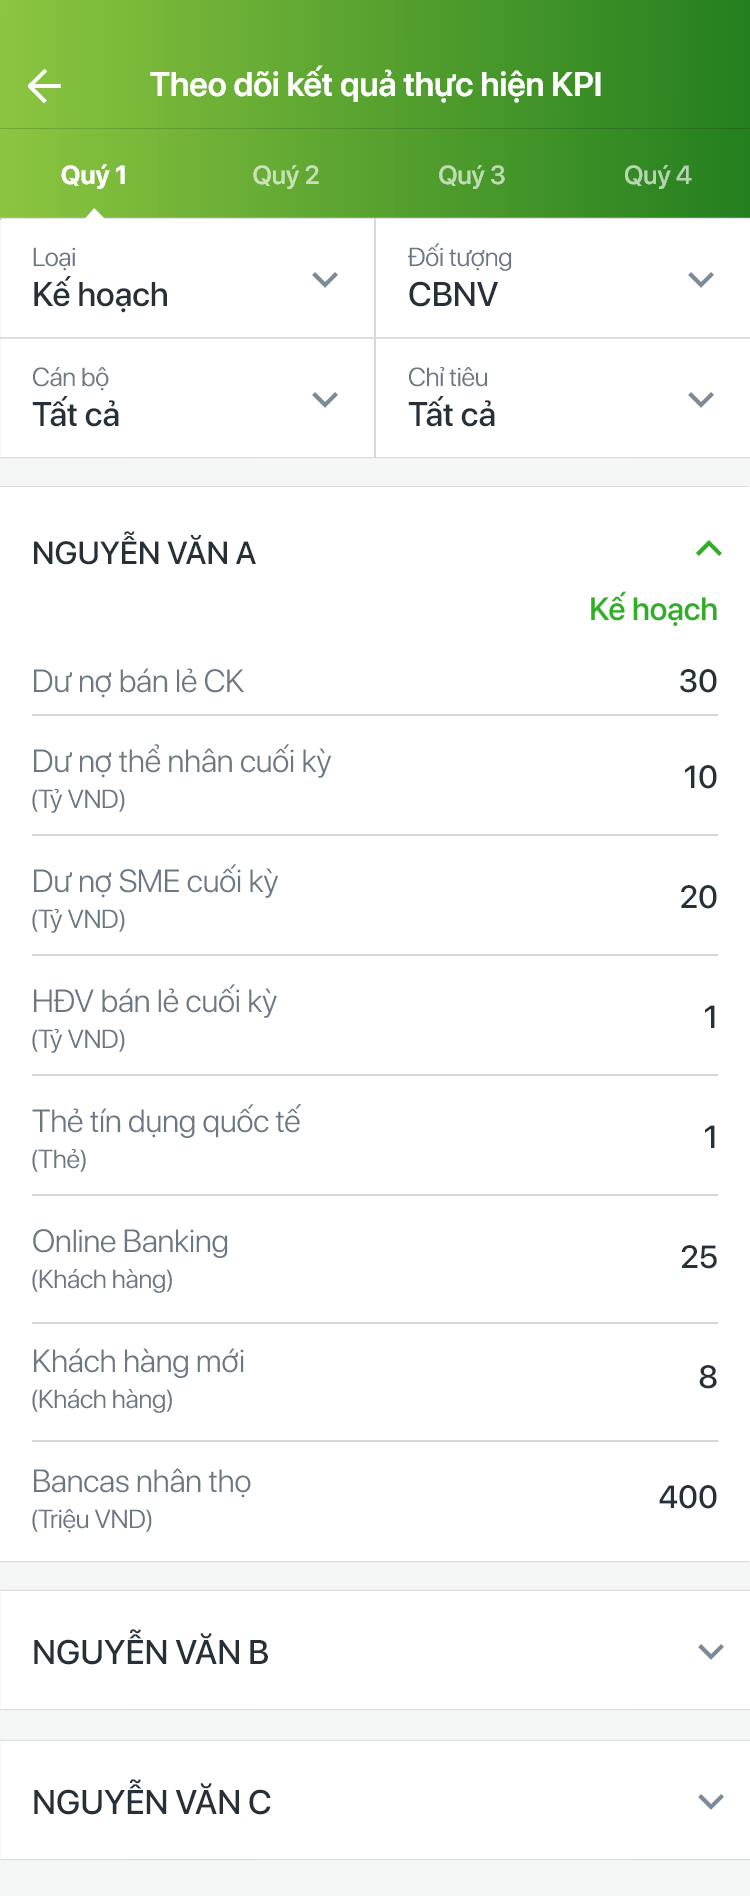 Theo dõi kết quả thực hiện KPI
Quý 1 Quý 2 Quý 3 Quý 4
Loại
Kế hoạch
Đối tượng
CBNV
Cán bộ
Tất cả
Chỉ tiêu
Tất cả
NGUYỄN VĂN A
Kế hoạch
Dư nợ bán lẻ CK 30
Dư nợ thể nhân cuối kỳ
(Tỷ VND)
10
Dư nợ SME cuối kỳ
(Tỷ VND)
20
HĐV bán lẻ cuối kỳ
(Tỷ VND)
1
Thẻ tín dụng quốc tế
(Thẻ)
1
Online Banking
(Khách hàng)
25
Khách hàng mới
(Khách hàng)
8
Bancas nhân thọ
(Triệu VND)
400
NGUYỄN VĂN B
NGUYỄN VĂN C